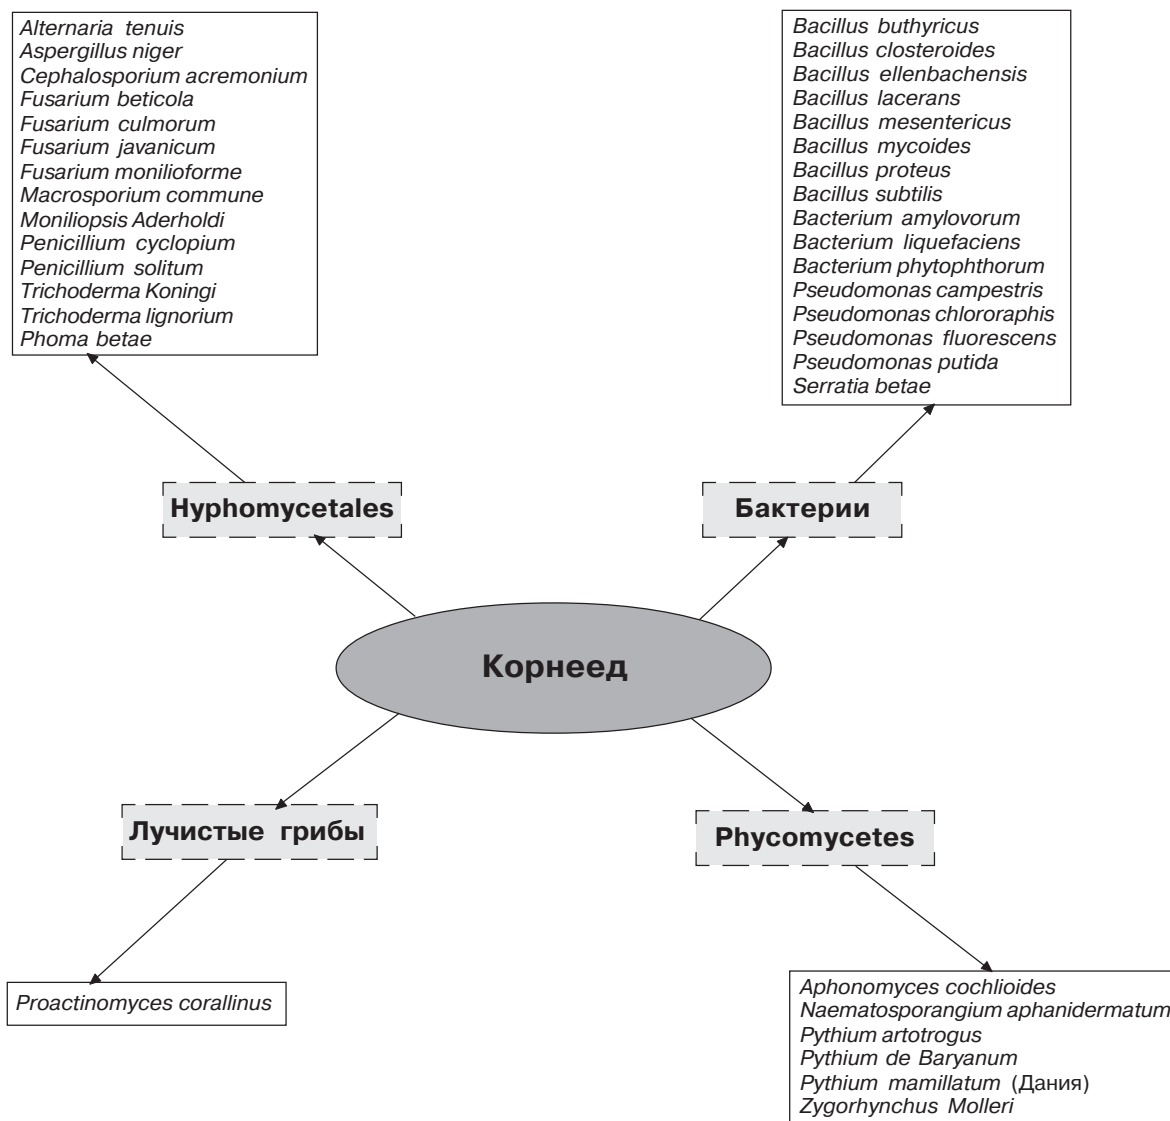 Alternaria tenuis
Aspergillus niger
Cephalosporium acremonium
Fusarium beticola
Fusarium culmorum
Fusarium javanicum
Fusarium monilioforme
Macrosporium commune
Moniliopsis Aderholdi
Penicillium cyclopium
Penicillium solitum
Trichoderma Koningi
Trichoderma lignorium
Phoma betae
Bacillus buthyricus
Bacillus closteroides
Bacillus ellenbachensis
Bacillus lacerans
Bacillus mesentericus
Bacillus mycoides
Bacillus proteus
Bacillus subtilis
Bacterium amylovorum
Bacterium liquefaciens
Bacterium phytophthorum
Pseudomonas campestris
Pseudomonas chlororaphis
Pseudomonas fluorescens
Pseudomonas putida
Serratia betae
Hyphomycetales
Бактерии
Корнеед
Лучистые грибы
Phycomycetes
Proactinomyces corallinus
Aphonomyces cochlioides
Naematosporangium aphanidermatum
Pythium artotrogus
Pythium de Baryanum
Pythium mamillatum (Дания)
Zygorhynchus Molleri